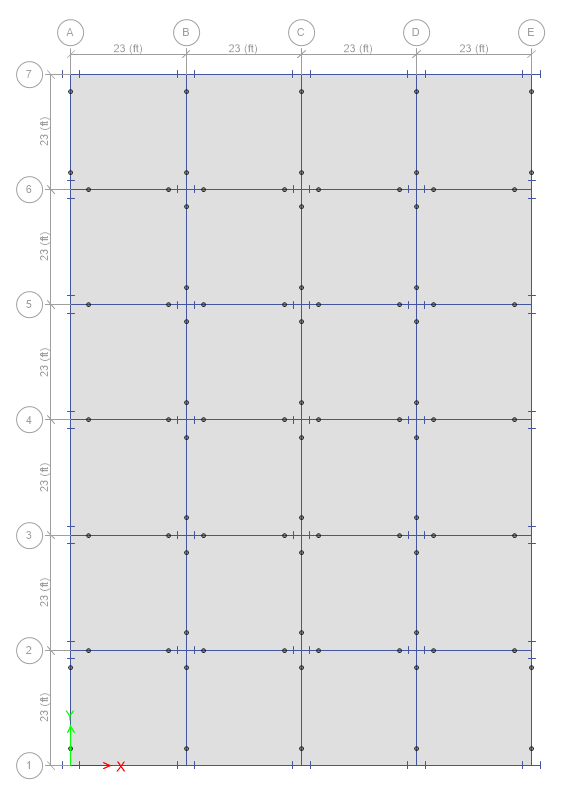 A B C D E
23 (ft) 23 (ft) 23 (ft) 23 (ft)
7
23 (ft)
6
23 (ft)
5
23 (ft)
4
23 (ft)
3
23 (ft)
2
23 (ft)
Y
1 X